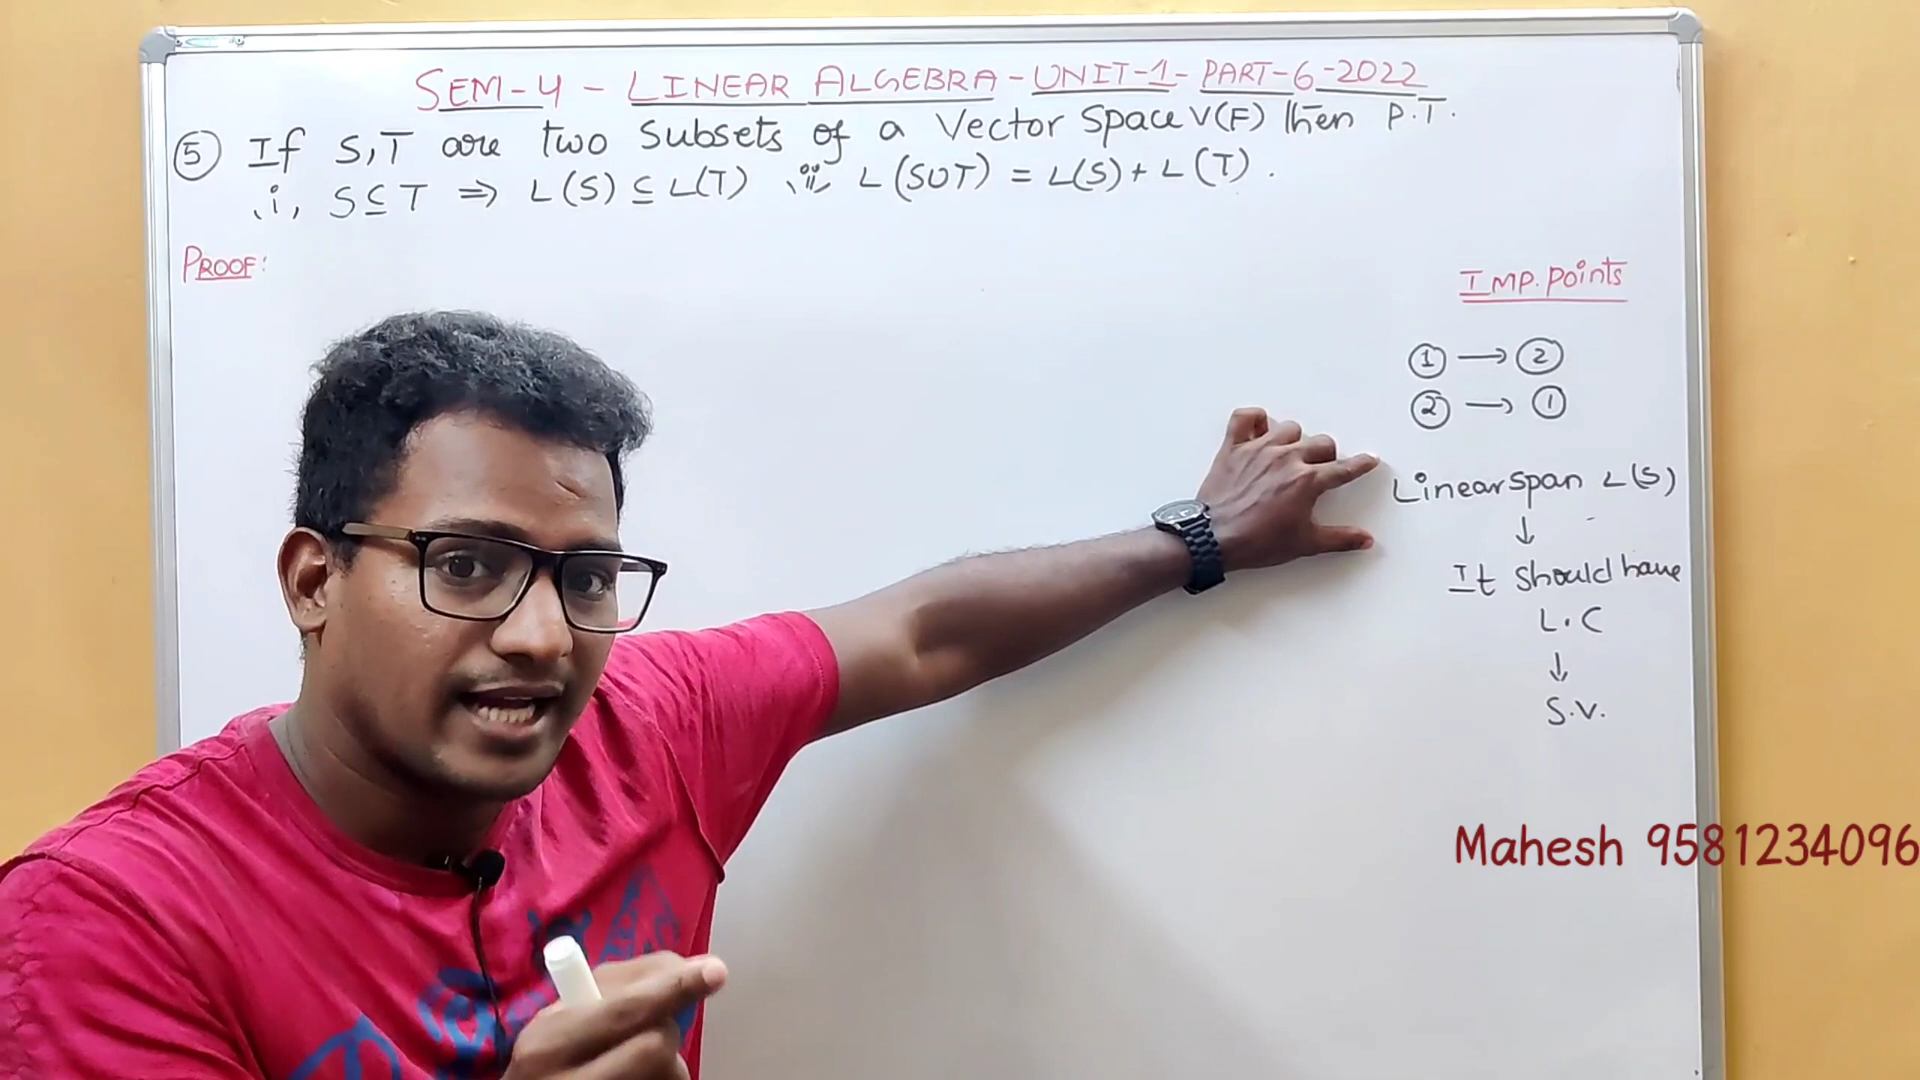 SEM-4 - LINEAR ALGEBRA - UNIT-1 - PART-6-2022
⑤ If S,T are two subsets of a Vector Space V(F) then P.T.
i, S⊆T ⇒ L(S) ⊆ L(T) ii, L(S∪T) = L(S) + L(T).
PROOF:
IMP. points
① → ②
② → ①
Linear span L(S)
↓
It should have
L.C
↓
S.V.
Mahesh 9581234096